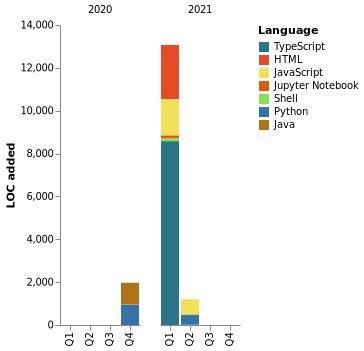 2020
2021
LOC added
14,000
12,000
10,000
8,000
6,000
4,000
2,000
0
Q1
Q2
Q3
Q4
Q1
Q2
Q3
Q4
Language
TypeScript
HTML
JavaScript
Jupyter Notebook
Shell
Python
Java